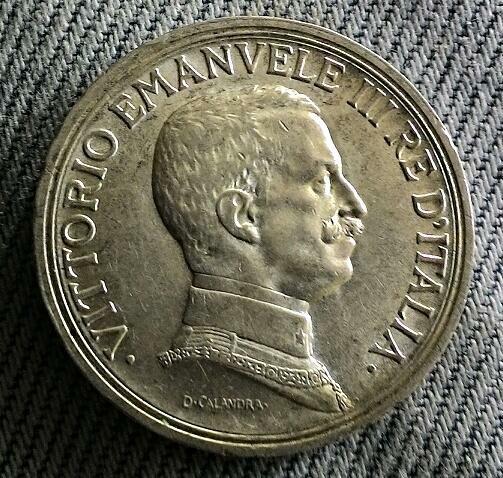 · VITTORIO EMANVELE III RE D'ITALIA ·
D · CALANDRA ·